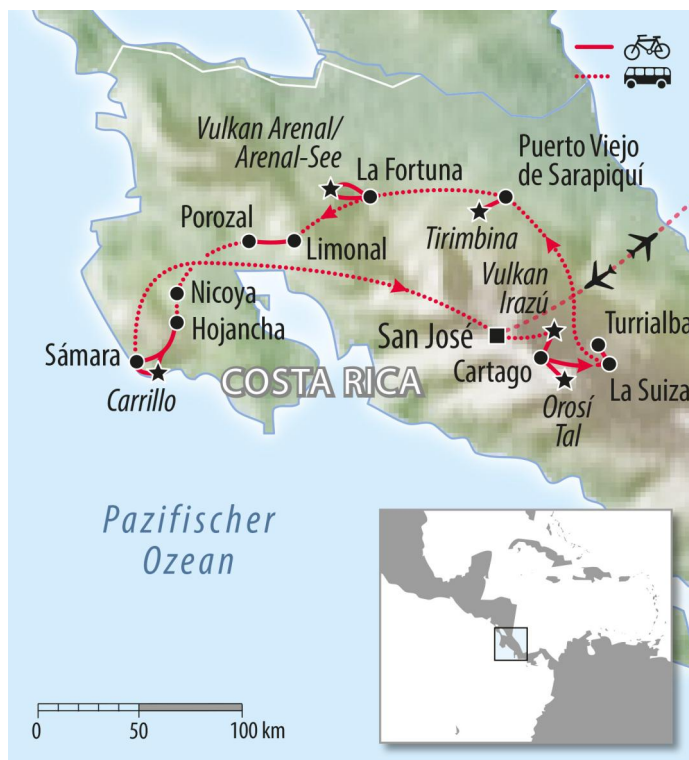 Vulkan Arenal/
Arenal-See
La Fortuna
Puerto Viejo
de Sarapiquí
Porozal
Limonal
Tirimbina
Vulkan
Irazú
Nicoya
Hojancha
San José
Turrialba
Sámara
Cartago
La Suiza
Carrillo
COSTA RICA
Orosí
Tal
Pazifischer
Ozean
0
50
100 km